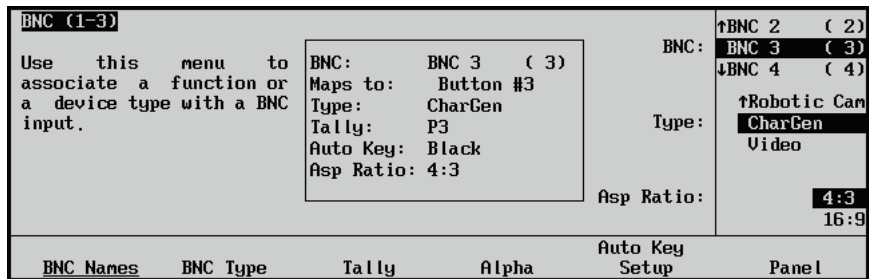 BNC (1-3)
Use this menu to
associate a function or
a device type with a BNC
input.
BNC: BNC 3 ( 3)
Maps to: Button #3
Type: CharGen
Tally: P3
Auto Key: Black
Asp Ratio: 4:3
BNC:
↑BNC 2 ( 2)
BNC 3 ( 3)
↓BNC 4 ( 4)
Type:
↑Robotic Cam
CharGen
Video
Asp Ratio:
4:3
16:9
BNC Names BNC Type Tally Alpha Auto Key Setup Panel